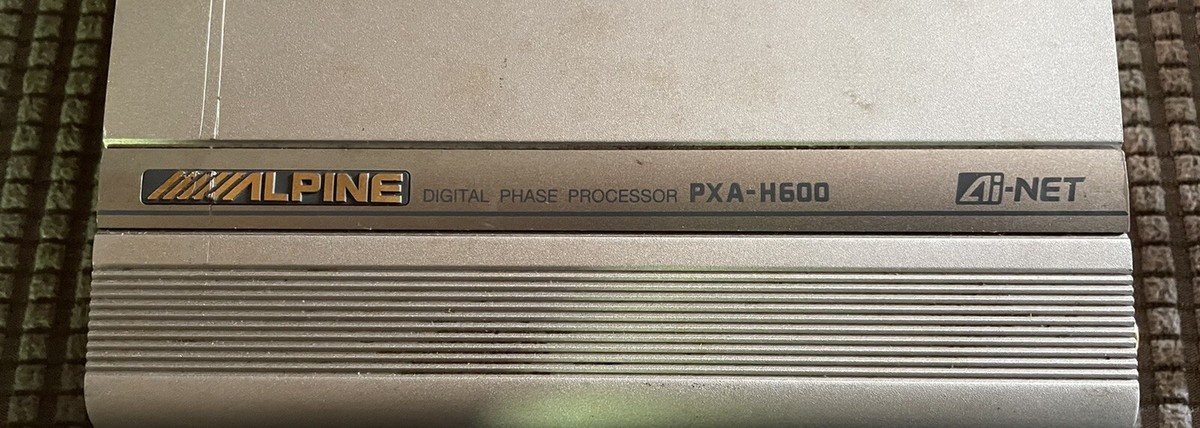 ALPINE DIGITAL PHASE PROCESSOR PXA-H600 Ai-NET